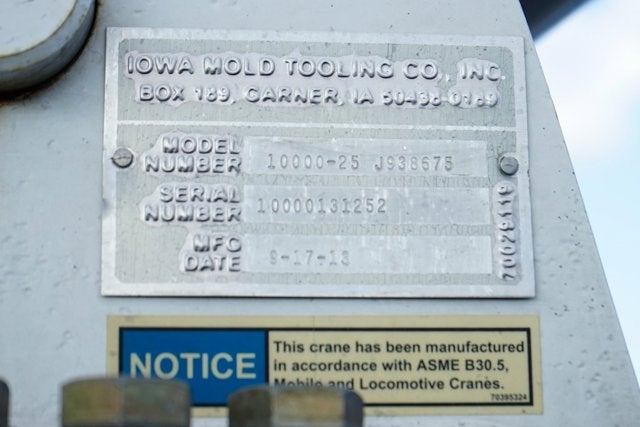 IOWA MOLD TOOLING CO., INC.
BOX 189, GARNER, IA 50438-0189
MODEL NUMBER 10000-25 J938675
SERIAL NUMBER 10000131252
MFG DATE 9-17-13
70029119
NOTICE
This crane has been manufactured
in accordance with ASME B30.5,
Mobile and Locomotive Cranes.
70395324